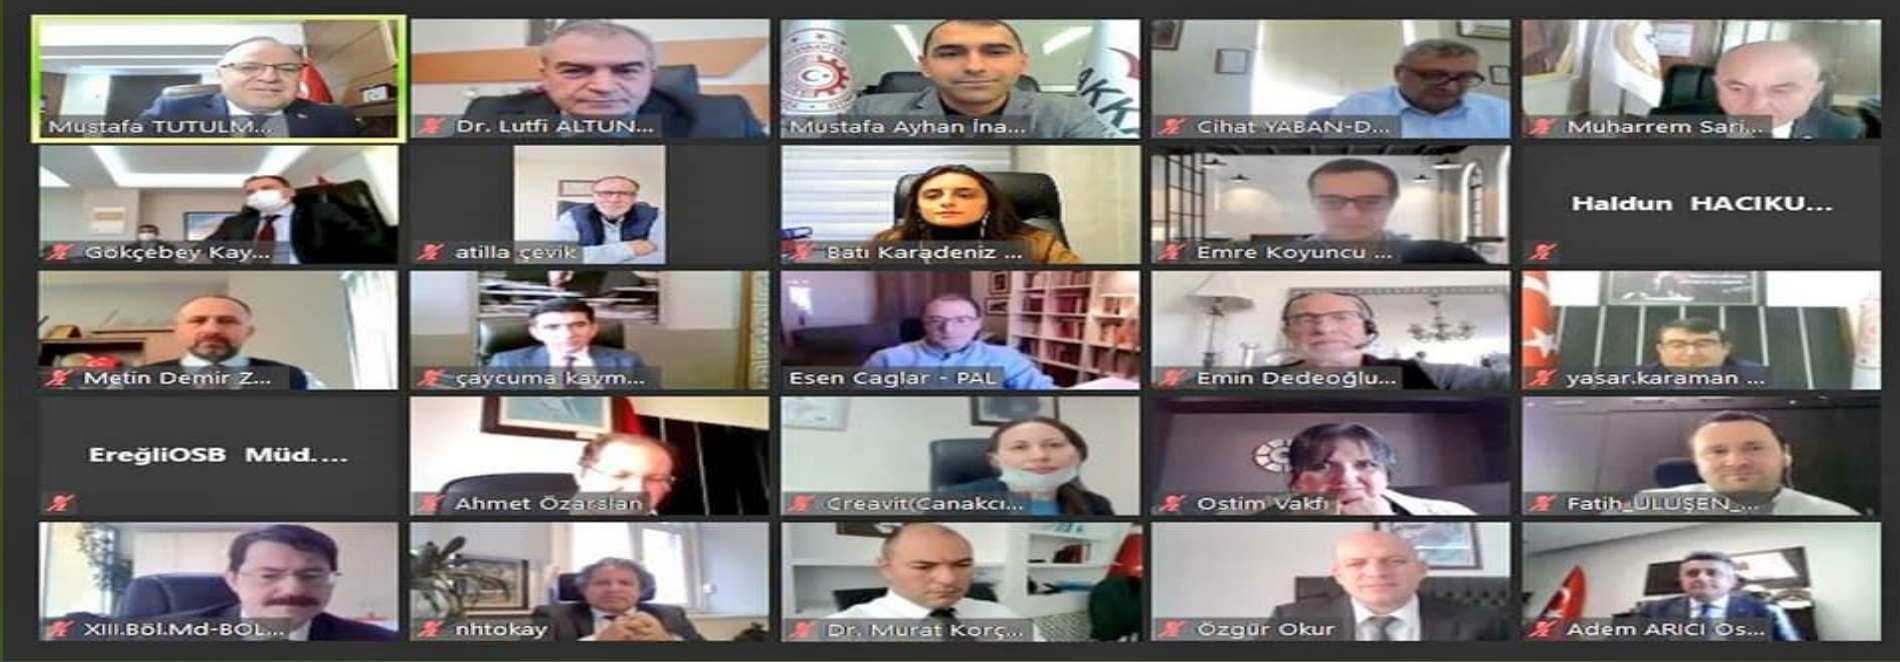 Mustafa TUTULM...
Dr. Lutfi ALTUN...
Mustafa Ayhan İna...
Cihat YABAN-D...
Muharrem Sari...
AKK
Gökçebey Kay...
atilla çevik
Batı Karadeniz ...
Emre Koyuncu ...
Haldun HACIKU...
Metin Demir Z...
çaycuma kaym...
Esen Caglar - PAL
Emin Dedeoğlu...
yasar.karaman ...
EreğliOSB Müd....
Ahmet Özarslan
Creavit(Canakcı...
Ostim Vakfı
Fatih_ULUŞEN_...
XIII.Böl.Md-BÖL...
nhtokay
Dr. Murat Korç...
Özgür Okur
Adem ARICI Os...